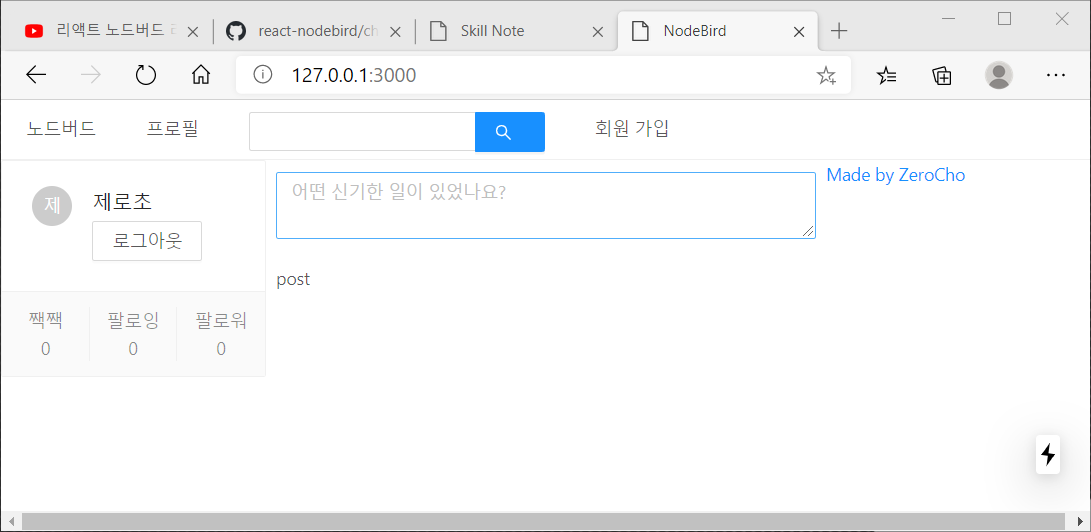 리액트 노드버드
react-nodebird/ch
Skill Note
NodeBird
127.0.0.1:3000
노드버드 프로필 회원 가입
제 제로초
로그아웃
짹짹 팔로잉 팔로워
0 0 0
어떤 신기한 일이 있었나요?
post
Made by ZeroCho